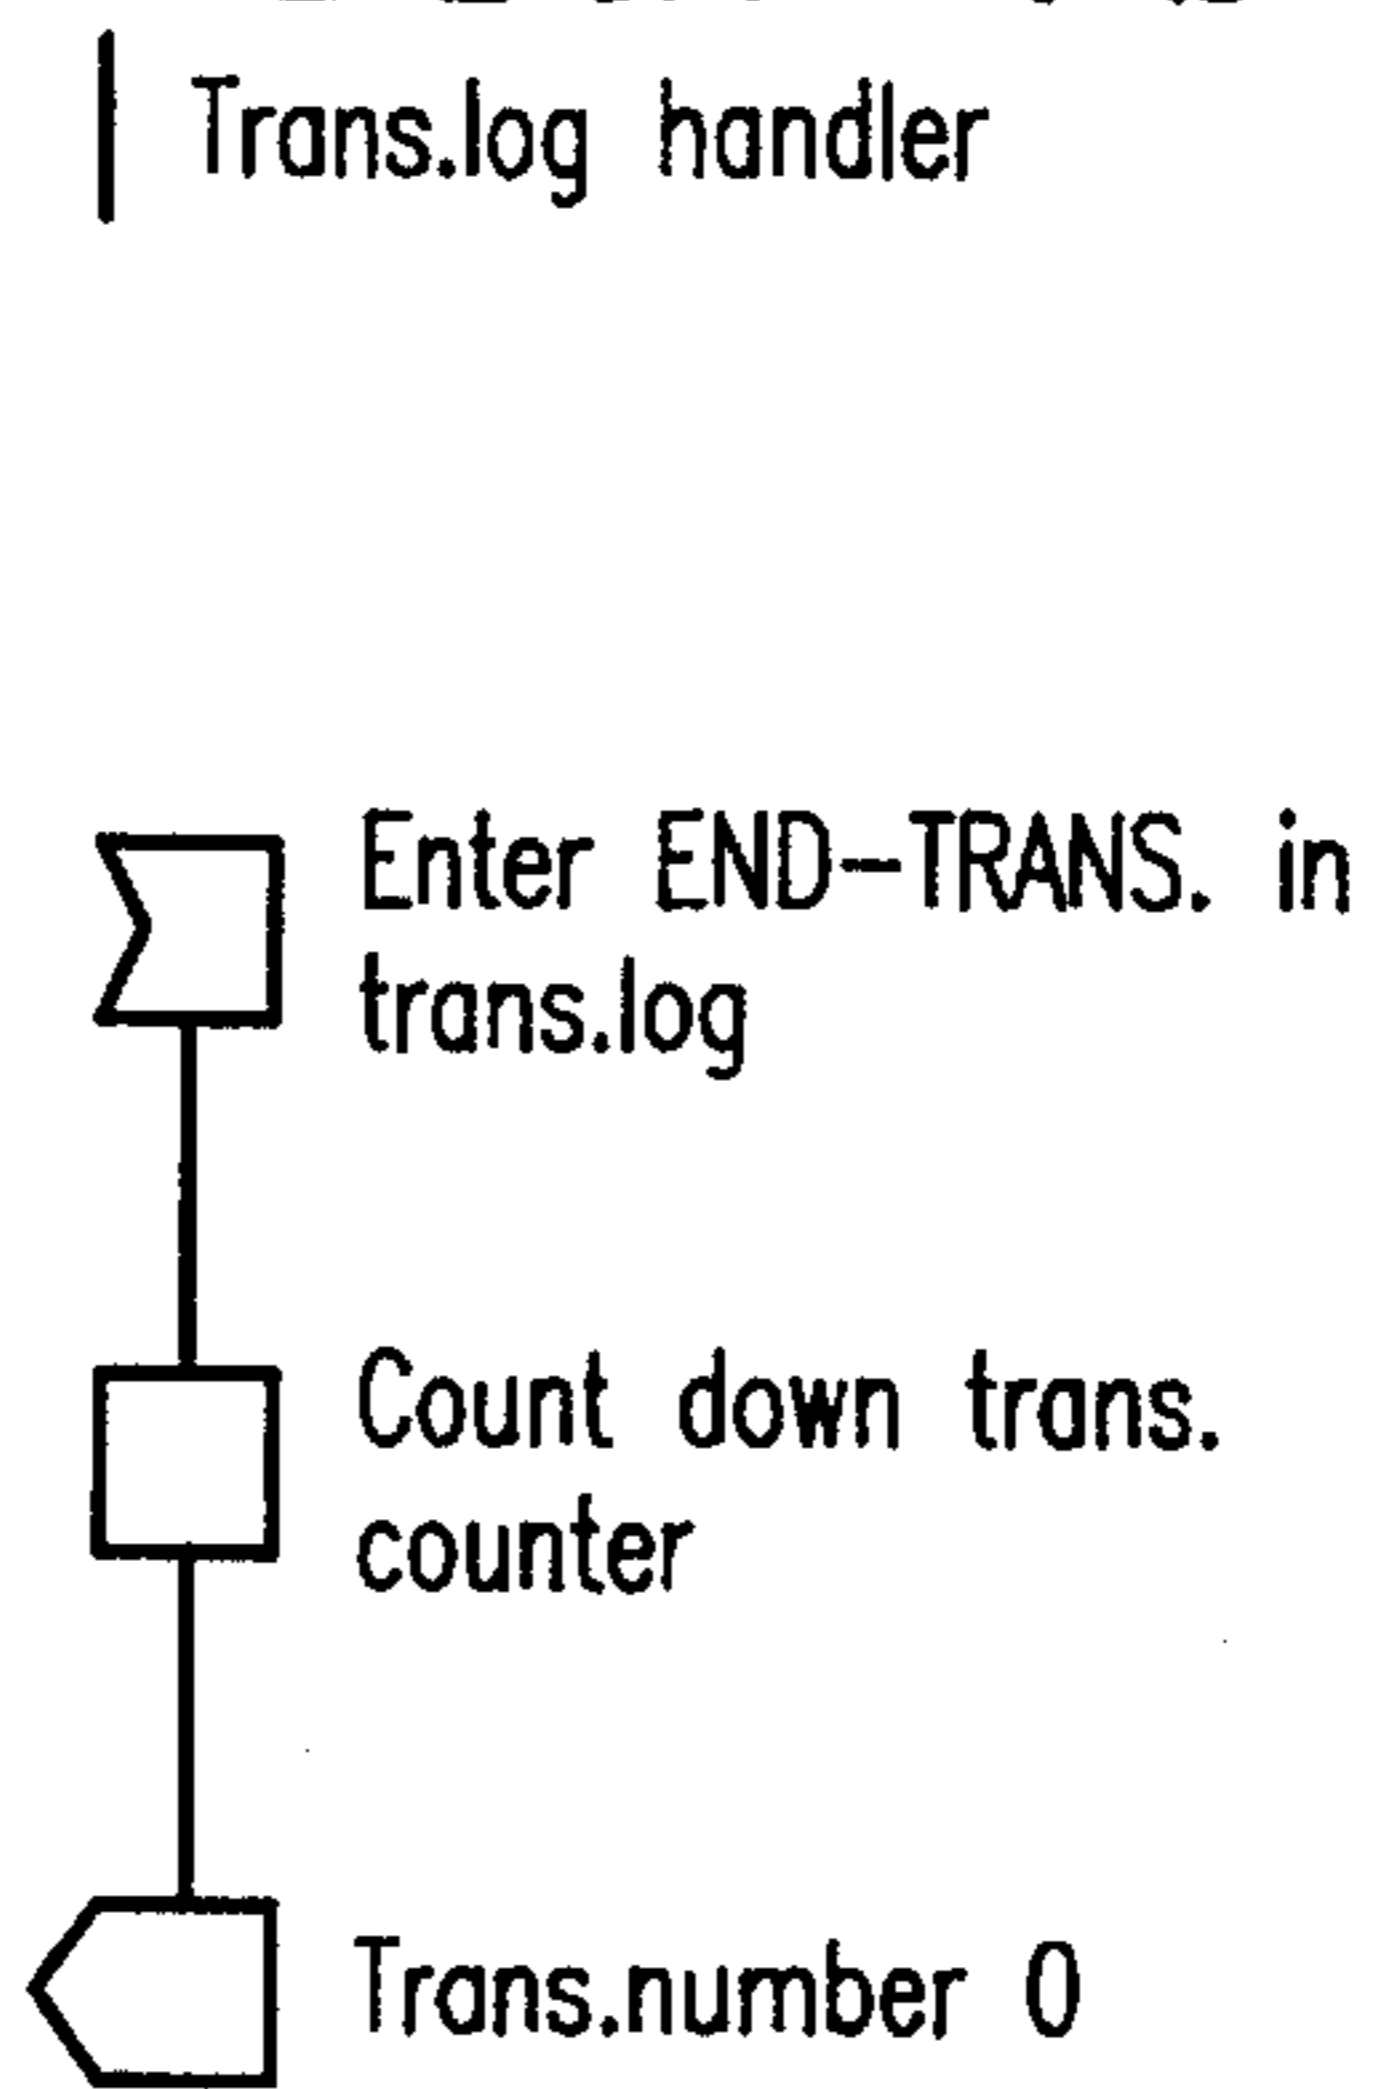 Trans.log handler
Enter END-TRANS. in
trans.log
Count down trans.
counter
Trans.number 0